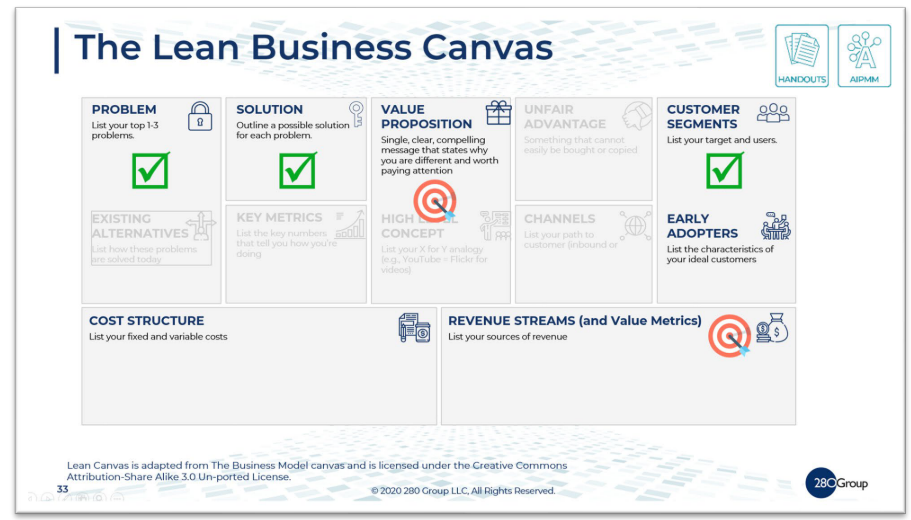 The Lean Business Canvas
HANDOUTS
AIPMM
PROBLEM
List your top 1-3
problems.
SOLUTION
Outline a possible solution
for each problem.
VALUE
PROPOSITION
Single, clear, compelling
message that states why
you are different and worth
paying attention
UNFAIR
ADVANTAGE
Something that cannot
easily be bought or copied
CUSTOMER
SEGMENTS
List your target and users.
EXISTING
ALTERNATIVES
List how these problems
are solved today
KEY METRICS
List the key numbers
that tell you how you're
doing
HIGH
CONCEPT
List your X for Y analogy
(e.g., YouTube = Flickr for
videos)
CHANNELS
List your path to
customer (inbound or
EARLY
ADOPTERS
List the characteristics of
your ideal customers
COST STRUCTURE
List your fixed and variable costs
REVENUE STREAMS (and Value Metrics)
List your sources of revenue
Lean Canvas is adapted from The Business Model canvas and is licensed under the Creative Commons
Attribution-Share Alike 3.0 Un-ported License.
33
© 2020 280 Group LLC, All Rights Reserved.
280 Group